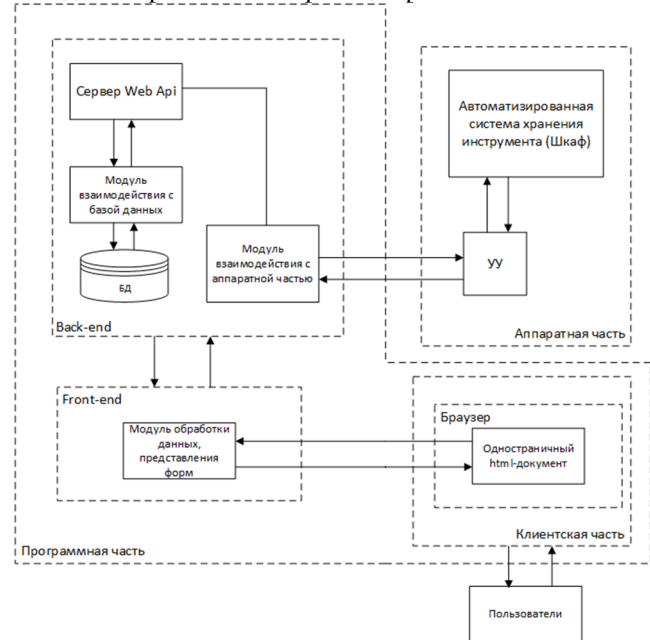 Сервер Web Api
Автоматизированная
система хранения
инструмента (Шкаф)
Модуль
взаимодействия с
базой данных
БД
Модуль
взаимодействия с
аппаратной частью
УУ
Back-end
Аппаратная часть
Front-end
Модуль обработки
данных,
представления
форм
Браузер
Одностраничный
html-документ
Клиентская часть
Программная часть
Пользователи